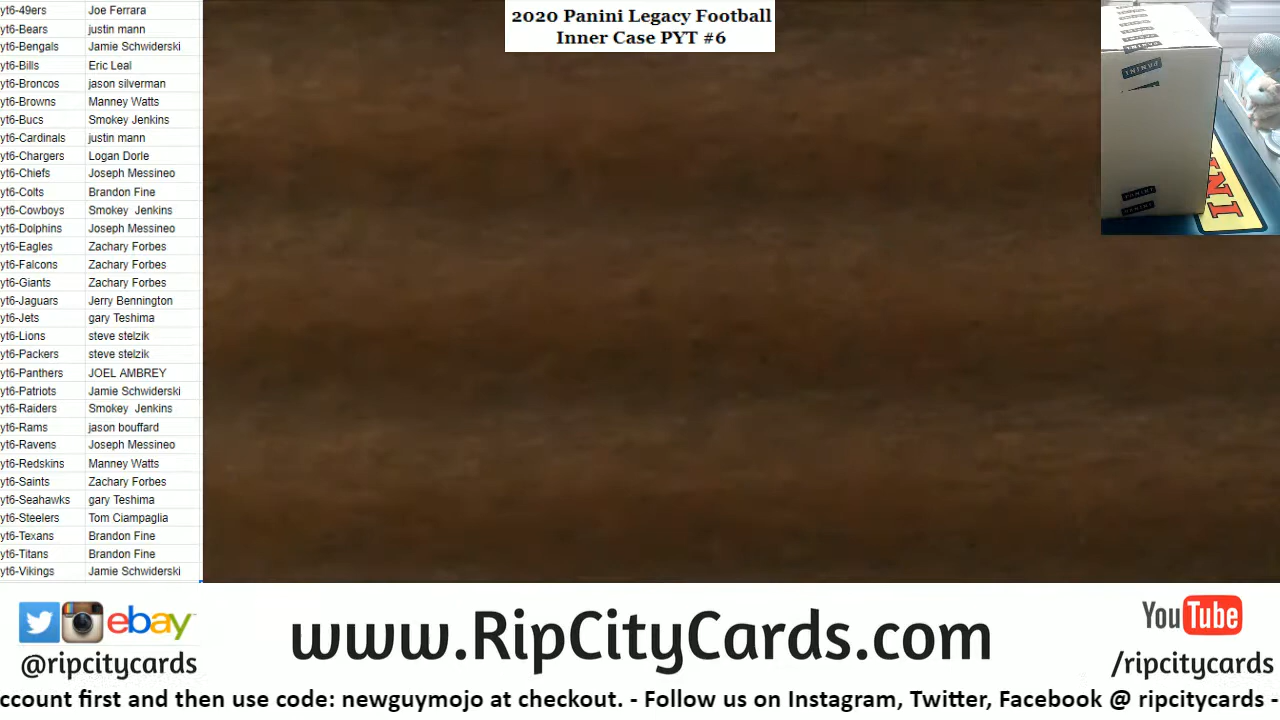 yt6-49ers Joe Ferrara
yt6-Bears justin mann
yt6-Bengals Jamie Schwiderski
yt6-Bills Eric Leal
yt6-Broncos jason silverman
yt6-Browns Manney Watts
yt6-Bucs Smokey Jenkins
yt6-Cardinals justin mann
yt6-Chargers Logan Dorle
yt6-Chiefs Joseph Messineo
yt6-Colts Brandon Fine
yt6-Cowboys Smokey Jenkins
yt6-Dolphins Joseph Messineo
yt6-Eagles Zachary Forbes
yt6-Falcons Zachary Forbes
yt6-Giants Zachary Forbes
yt6-Jaguars Jerry Bennington
yt6-Jets gary Teshima
yt6-Lions steve stelzik
yt6-Packers steve stelzik
yt6-Panthers JOEL AMBREY
yt6-Patriots Jamie Schwiderski
yt6-Raiders Smokey Jenkins
yt6-Rams jason bouffard
yt6-Ravens Joseph Messineo
yt6-Redskins Manney Watts
yt6-Saints Zachary Forbes
yt6-Seahawks gary Teshima
yt6-Steelers Tom Ciampaglia
yt6-Texans Brandon Fine
yt6-Titans Brandon Fine
yt6-Vikings Jamie Schwiderski
2020 Panini Legacy Football
Inner Case PYT #6
PANINI
PANINI
PANINI
INI
ebay
@ripcitycards
www.RipCityCards.com
YouTube
/ripcitycards
ccount first and then use code: newguymojo at checkout. - Follow us on Instagram, Twitter, Facebook @ ripcitycards -